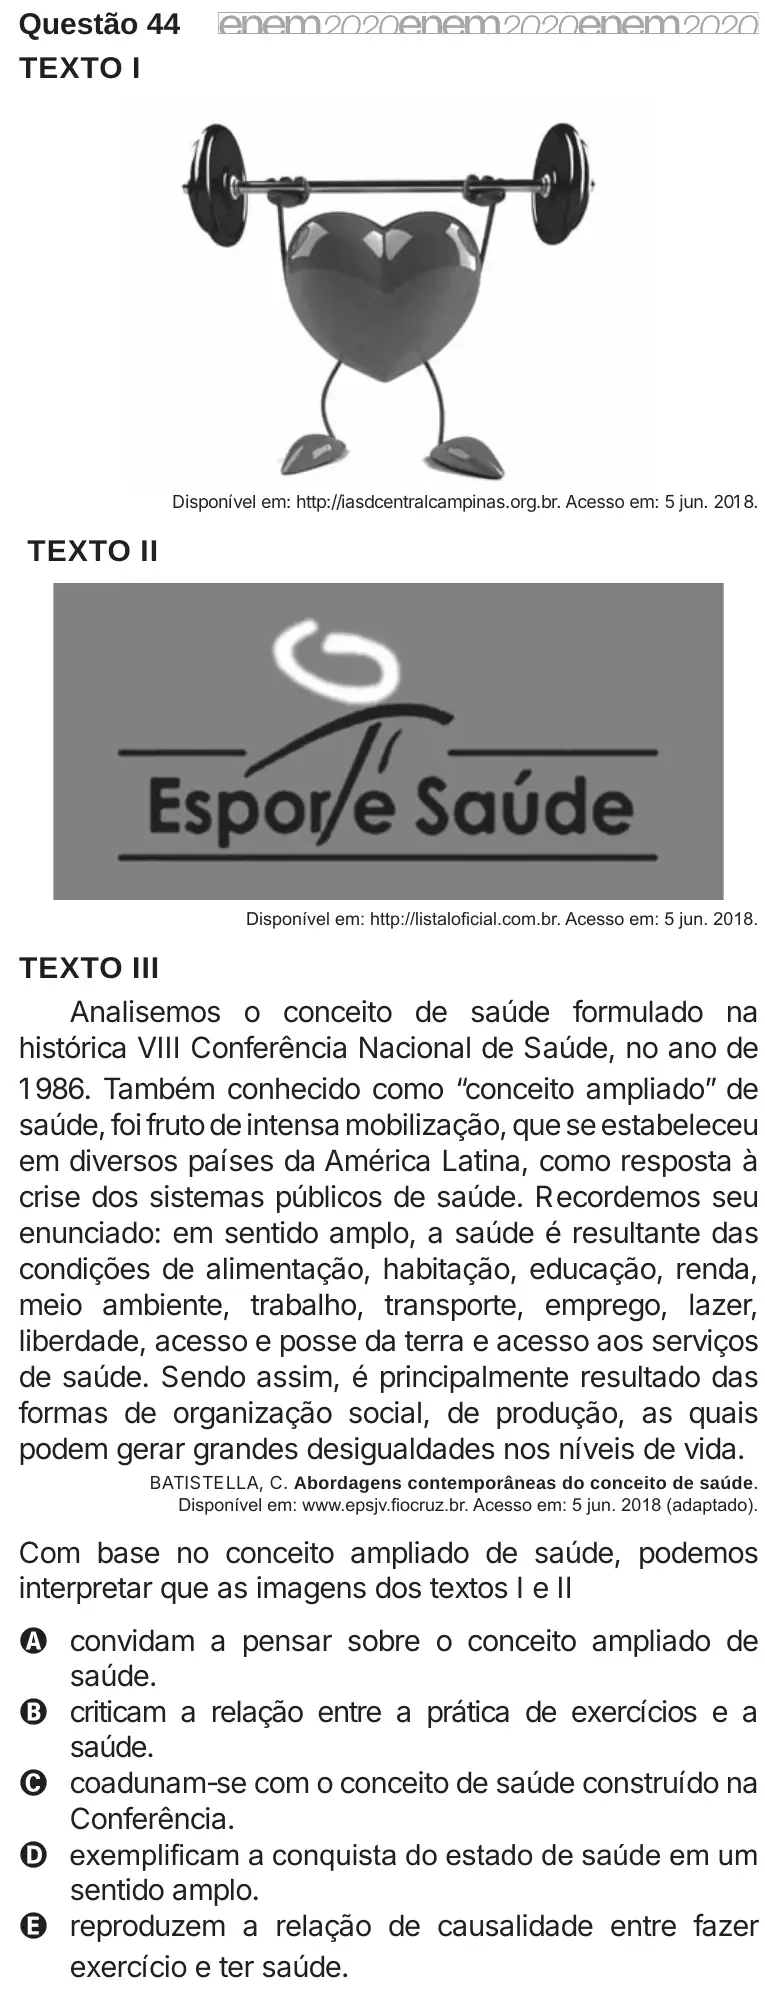 Questão 44
enem2020enem2020enem2020
TEXTO I
Disponível em: http://iasdcentralcampinas.org.br. Acesso em: 5 jun. 2018.
TEXTO II
Esporte Saúde
Disponível em: http://listaloficial.com.br. Acesso em: 5 jun. 2018.
TEXTO III
Analisemos o conceito de saúde formulado na
histórica VIII Conferência Nacional de Saúde, no ano de
1986. Também conhecido como “conceito ampliado” de
saúde, foi fruto de intensa mobilização, que se estabeleceu
em diversos países da América Latina, como resposta à
crise dos sistemas públicos de saúde. Recordemos seu
enunciado: em sentido amplo, a saúde é resultante das
condições de alimentação, habitação, educação, renda,
meio ambiente, trabalho, transporte, emprego, lazer,
liberdade, acesso e posse da terra e acesso aos serviços
de saúde. Sendo assim, é principalmente resultado das
formas de organização social, de produção, as quais
podem gerar grandes desigualdades nos níveis de vida.
BATISTELLA, C. Abordagens contemporâneas do conceito de saúde.
Disponível em: www.epsjv.fiocruz.br. Acesso em: 5 jun. 2018 (adaptado).
Com base no conceito ampliado de saúde, podemos
interpretar que as imagens dos textos I e II
A convidam a pensar sobre o conceito ampliado de
saúde.
B criticam a relação entre a prática de exercícios e a
saúde.
C coadunam-se com o conceito de saúde construído na
Conferência.
D exemplificam a conquista do estado de saúde em um
sentido amplo.
E reproduzem a relação de causalidade entre fazer
exercício e ter saúde.